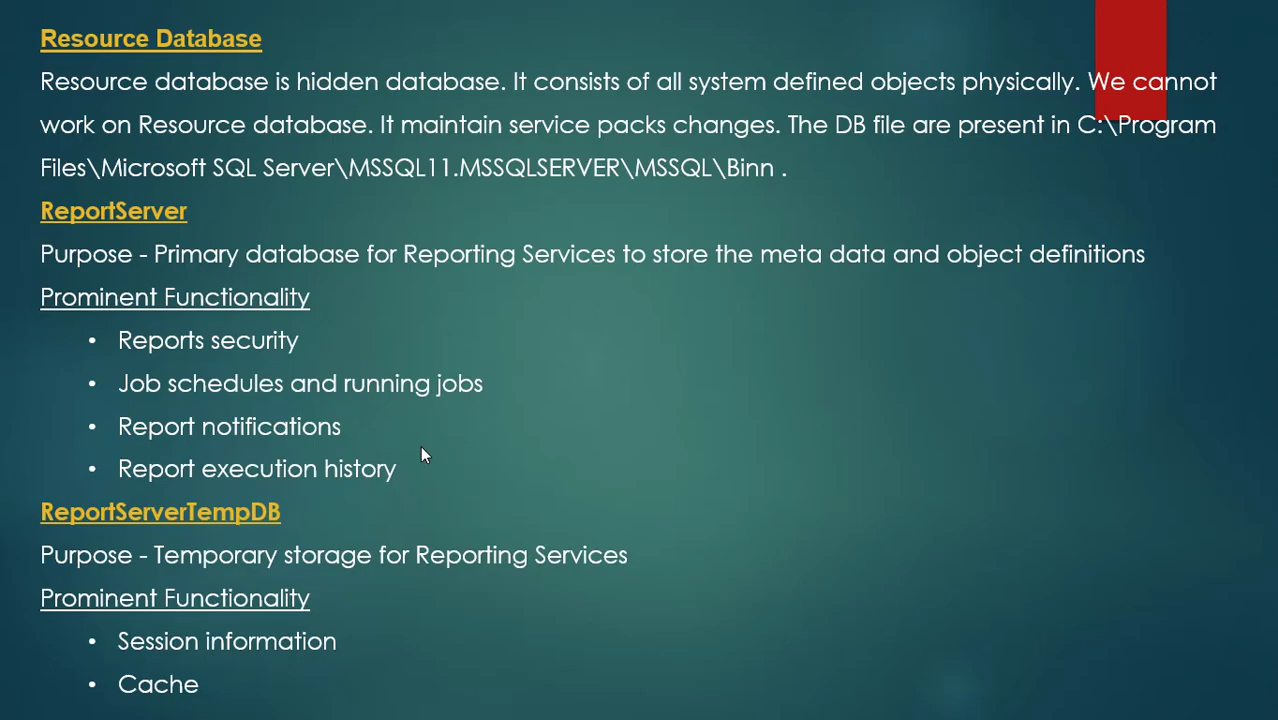 Resource Database
Resource database is hidden database. It consists of all system defined objects physically. We cannot
work on Resource database. It maintain service packs changes. The DB file are present in C:\Program
Files\Microsoft SQL Server\MSSQL11.MSSQLSERVER\MSSQL\Binn .
ReportServer
Purpose - Primary database for Reporting Services to store the meta data and object definitions
Prominent Functionality
• Reports security
• Job schedules and running jobs
• Report notifications
• Report execution history
ReportServerTempDB
Purpose - Temporary storage for Reporting Services
Prominent Functionality
• Session information
• Cache